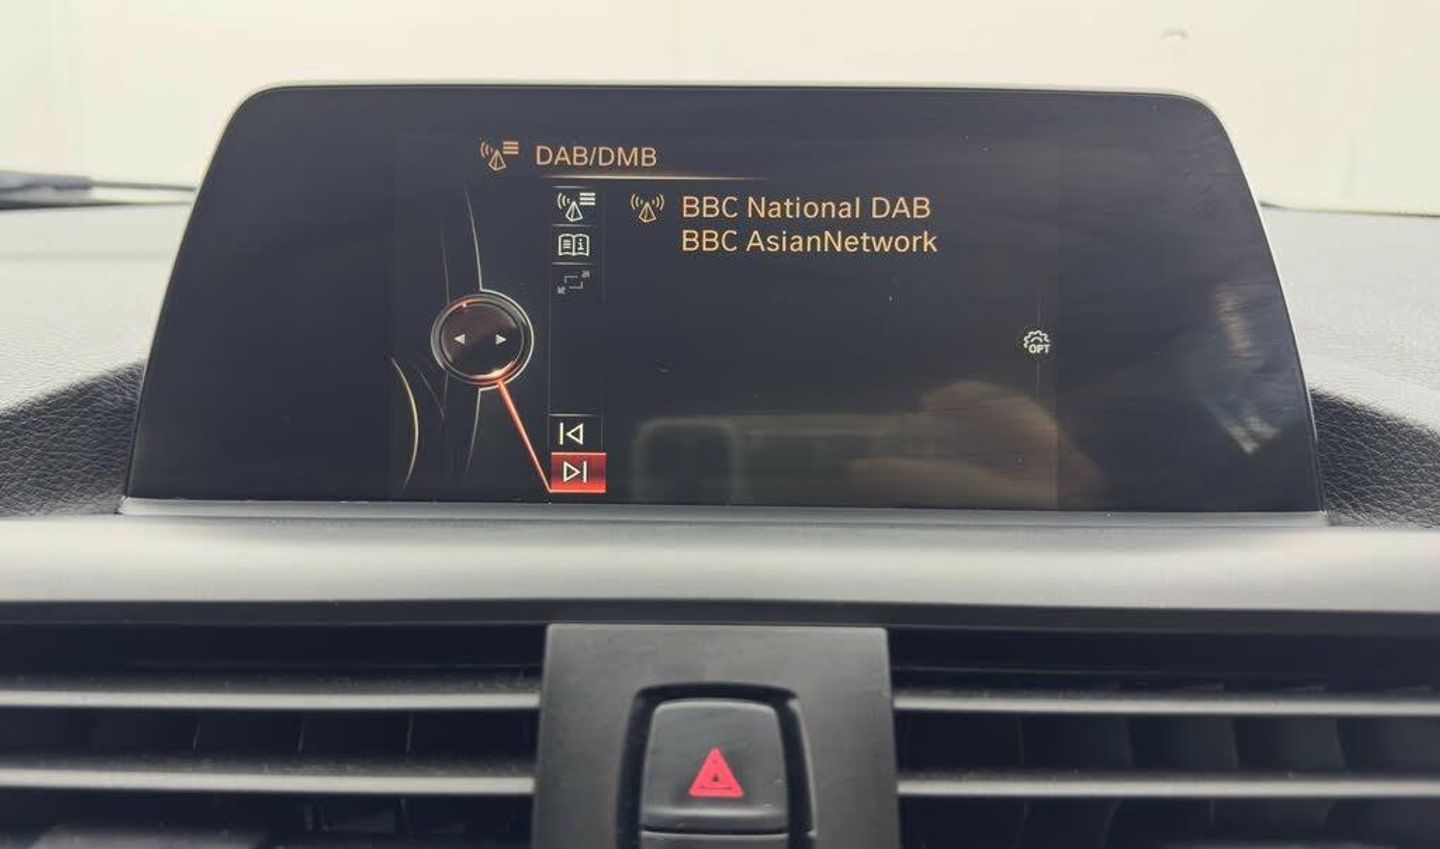 DAB/DMB
BBC National DAB
BBC AsianNetwork
OPT